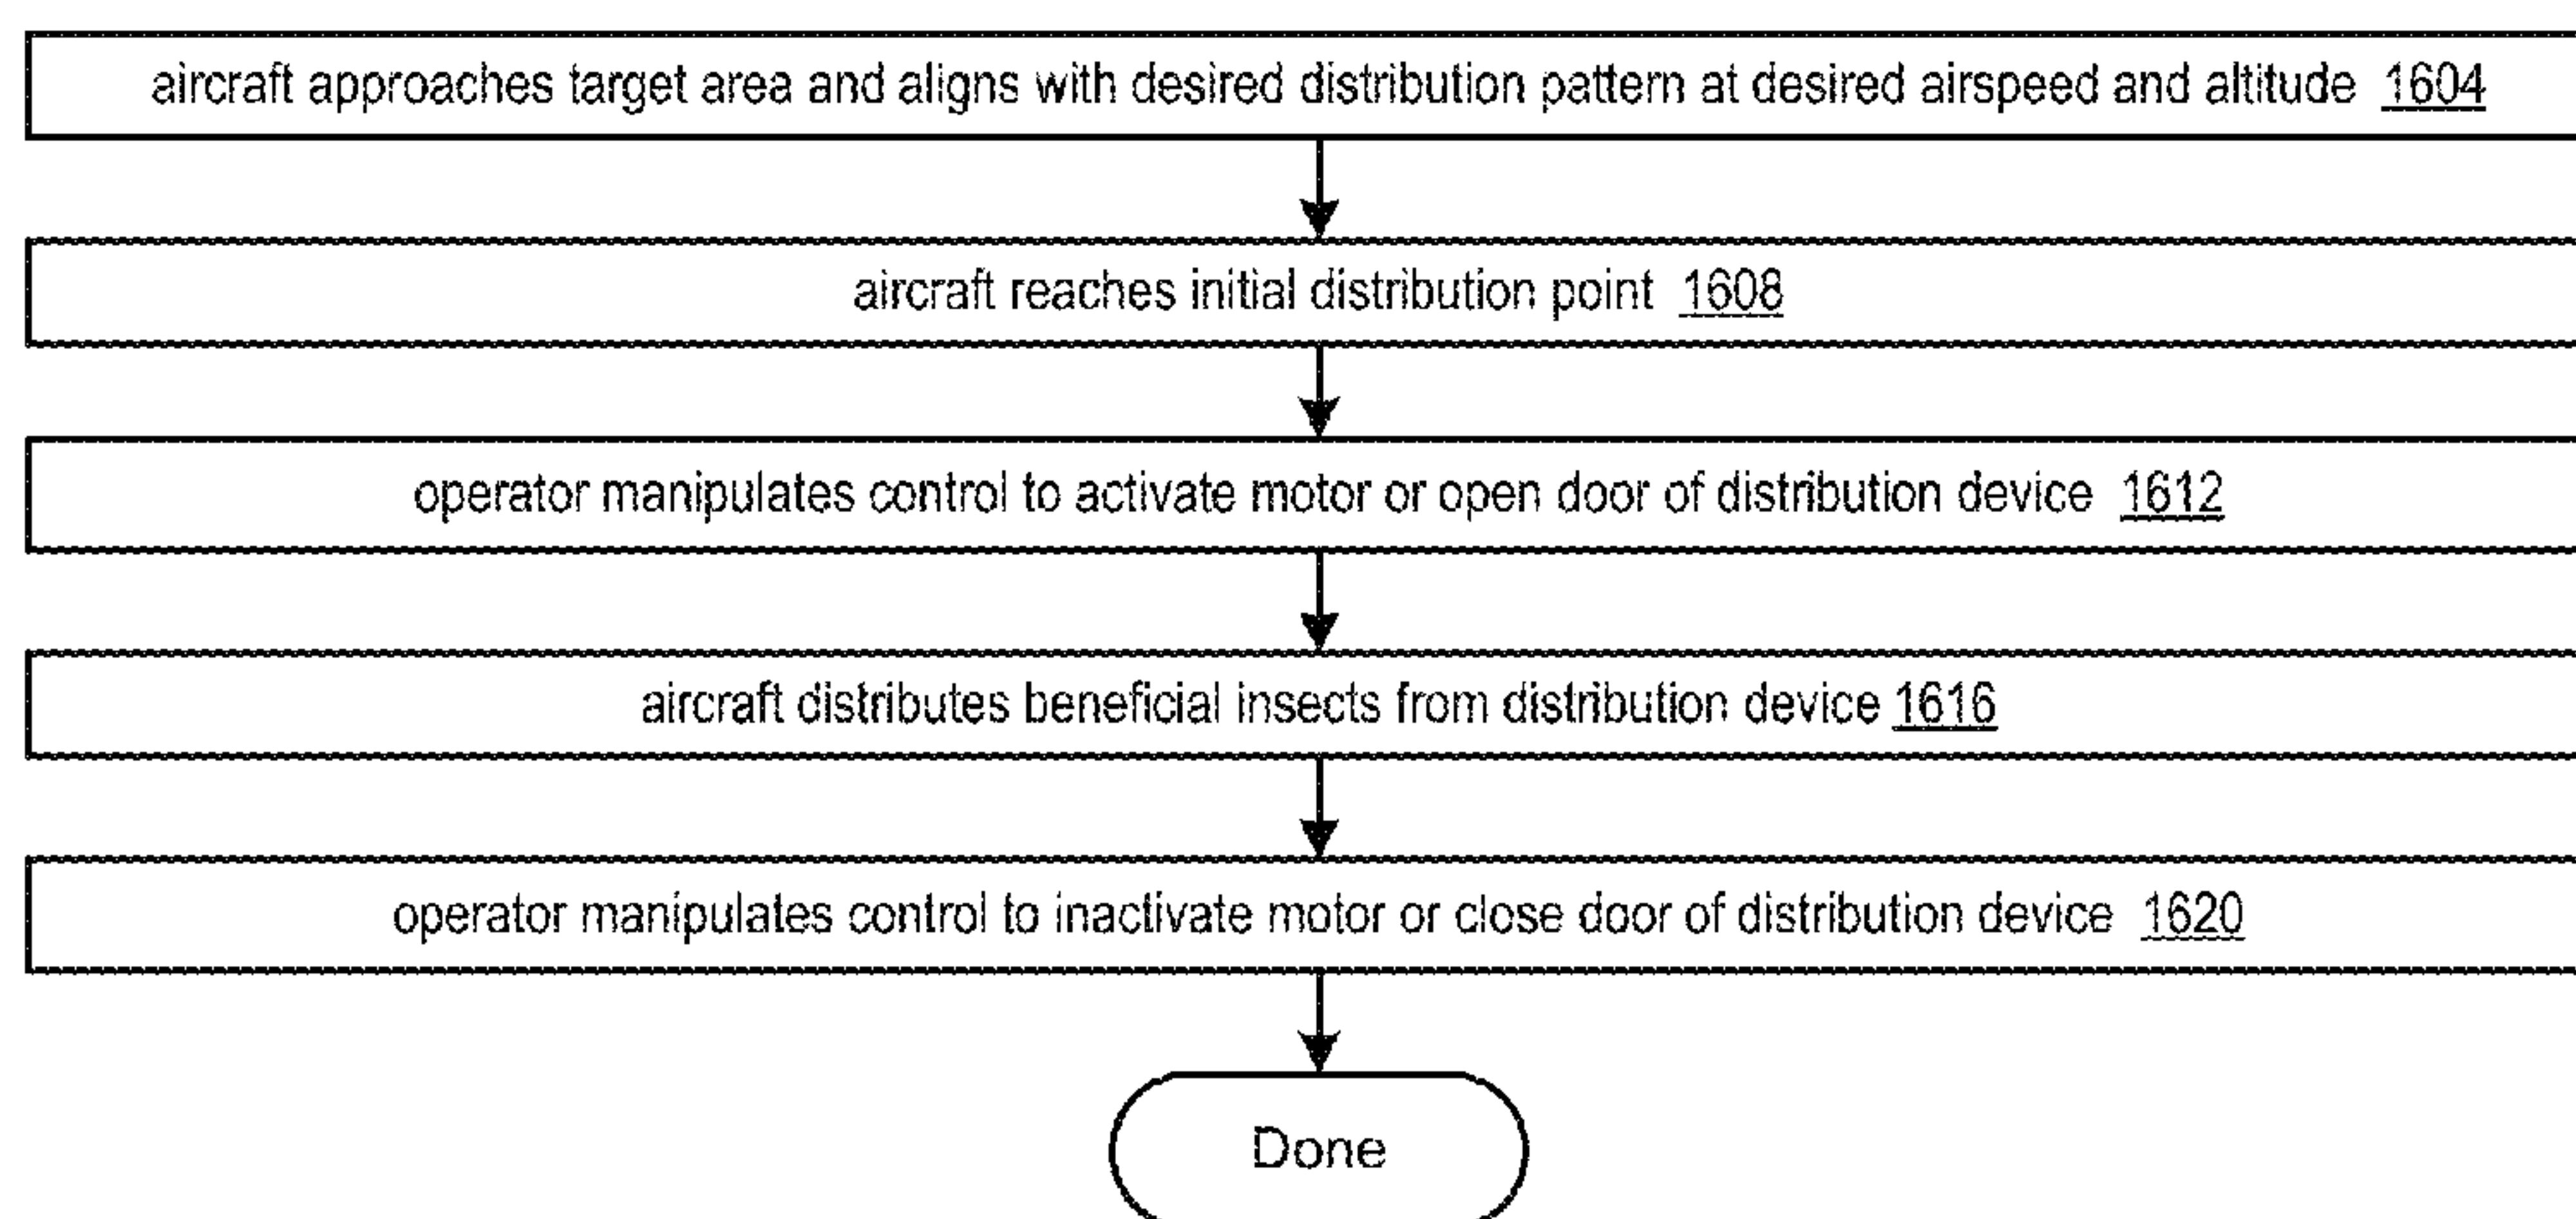 aircraft approaches target area and aligns with desired distribution pattern at desired airspeed and altitude 1604
aircraft reaches initial distribution point 1608
operator manipulates control to activate motor or open door of distribution device 1612
aircraft distributes beneficial insects from distribution device 1616
operator manipulates control to inactivate motor or close door of distribution device 1620
Done